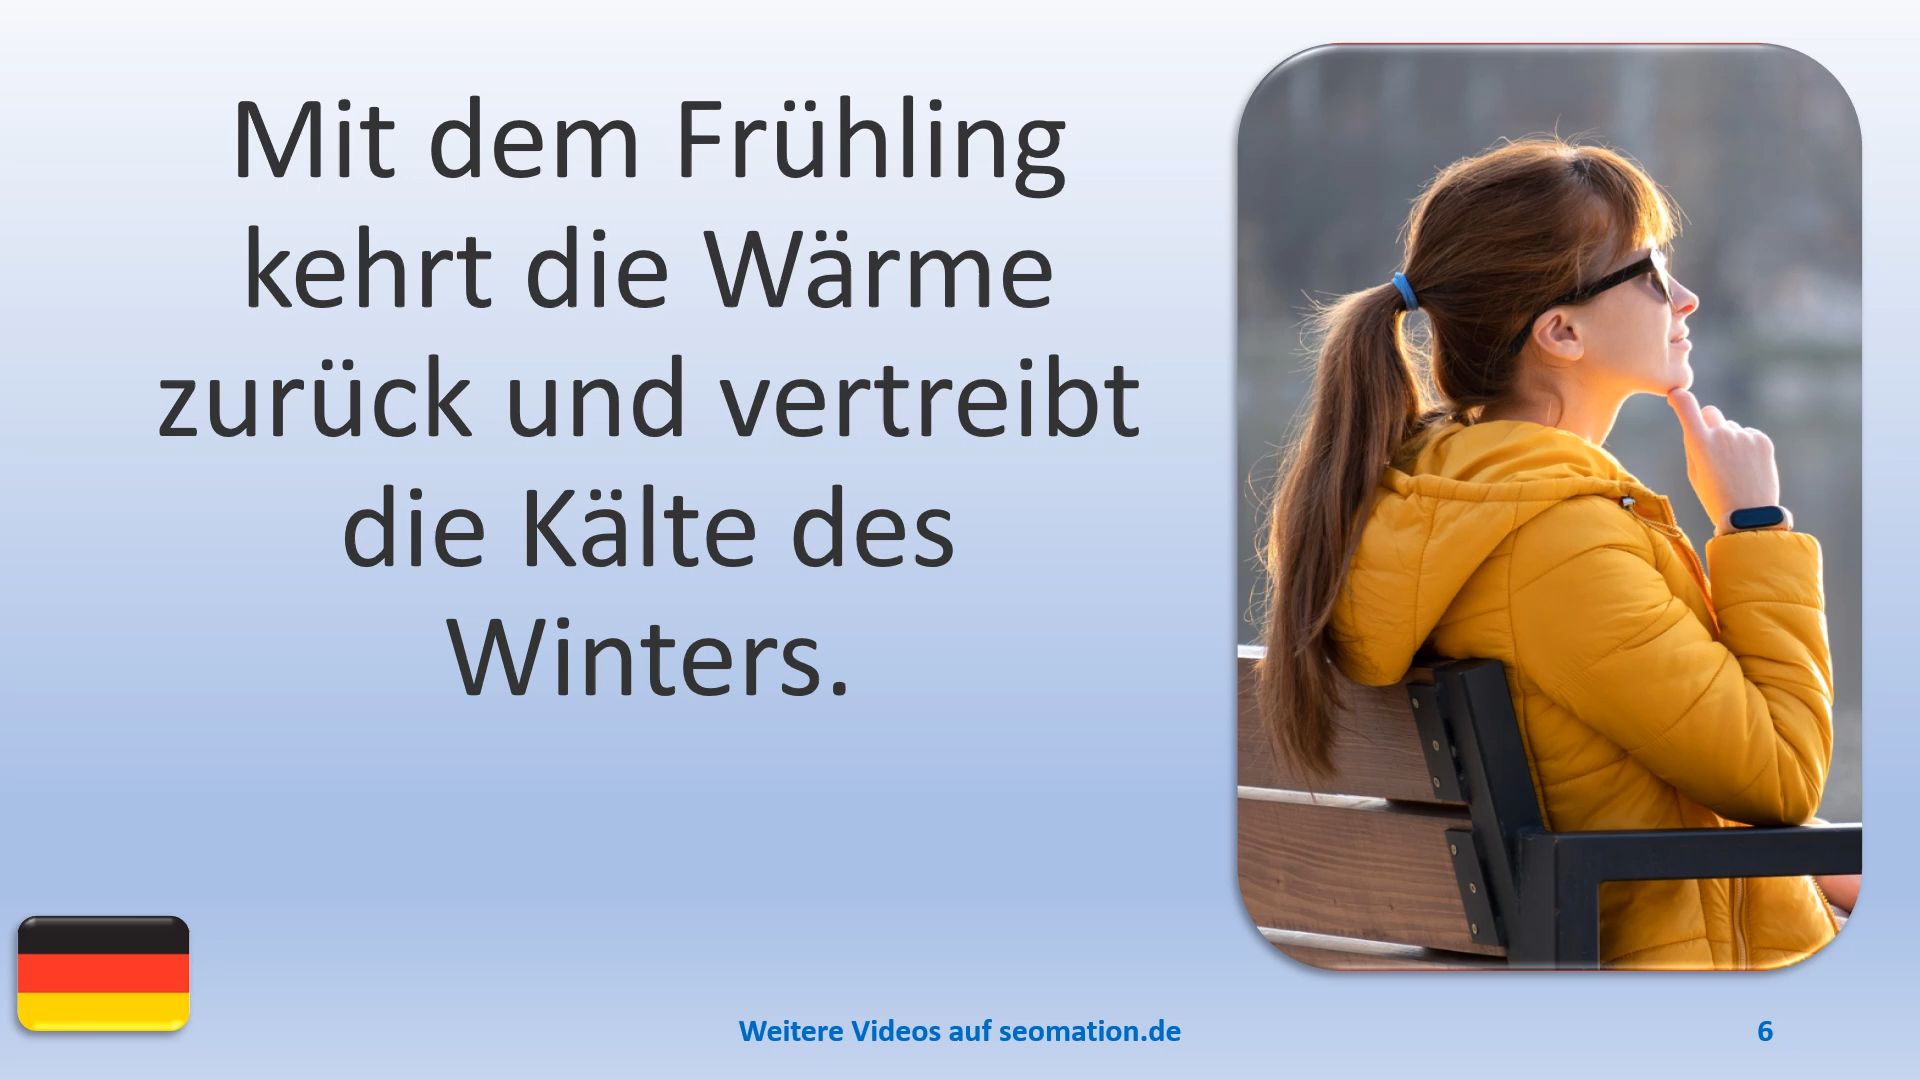 Mit dem Frühling
kehrt die Wärme
zurück und vertreibt
die Kälte des
Winters.
Weitere Videos auf seomation.de
6